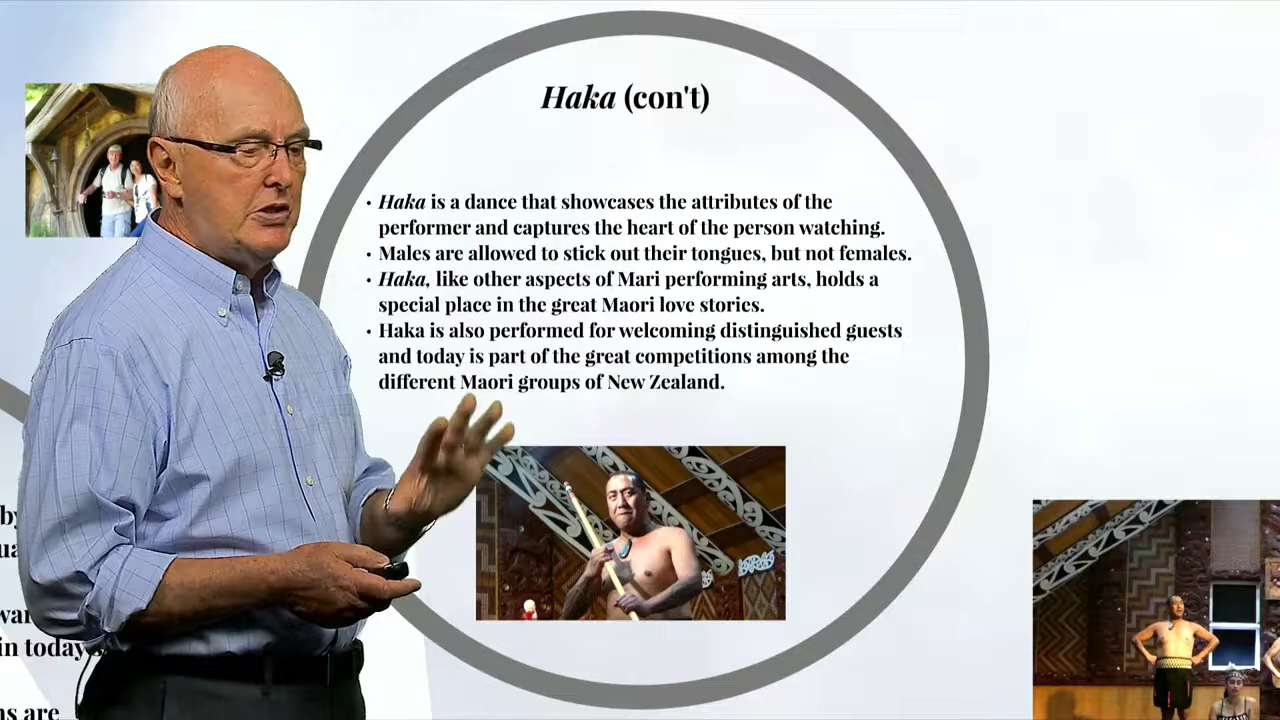 Haka (con't)
• Haka is a dance that showcases the attributes of the
performer and captures the heart of the person watching.
• Males are allowed to stick out their tongues, but not females.
• Haka, like other aspects of Mari performing arts, holds a
special place in the great Maori love stories.
• Haka is also performed for welcoming distinguished guests
and today is part of the great competitions among the
different Maori groups of New Zealand.
by
in today